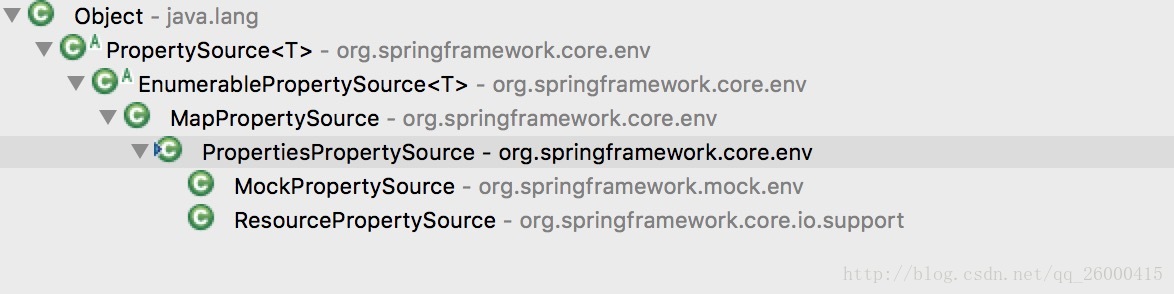 Object - java.lang
PropertySource<T> - org.springframework.core.env
EnumerablePropertySource<T> - org.springframework.core.env
MapPropertySource - org.springframework.core.env
PropertiesPropertySource - org.springframework.core.env
MockPropertySource - org.springframework.mock.env
ResourcePropertySource - org.springframework.core.io.support
http://blog.csdn.net/qq_26000415